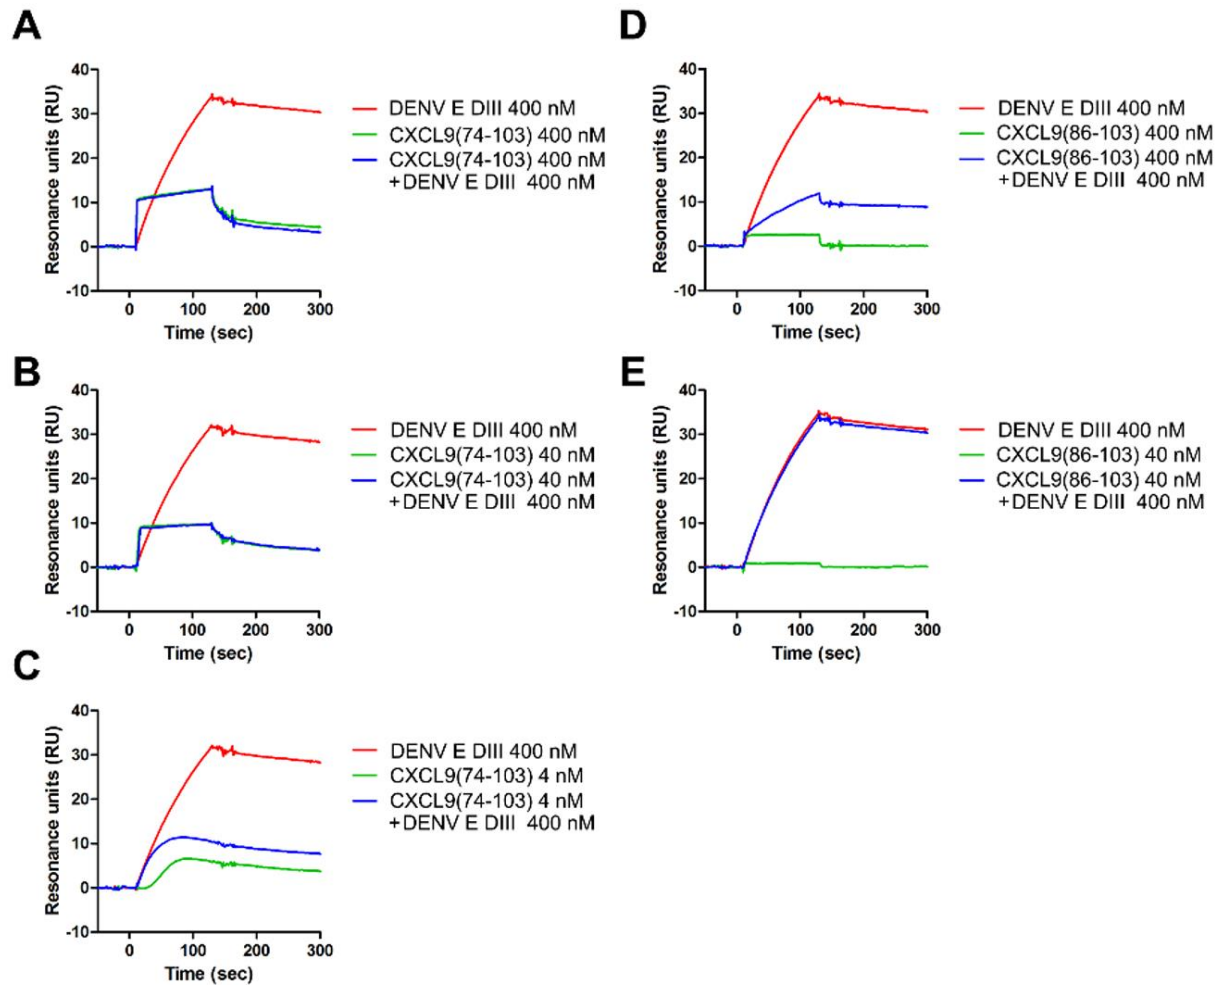 A
Resonance units (RU)
40
30
20
10
0
-10
0 100 200 300
Time (sec)
DENV E DIII 400 nM
CXCL9(74-103) 400 nM
CXCL9(74-103) 400 nM
+DENV E DIII 400 nM
B
Resonance units (RU)
40
30
20
10
0
-10
0 100 200 300
Time (sec)
DENV E DIII 400 nM
CXCL9(74-103) 40 nM
CXCL9(74-103) 40 nM
+DENV E DIII 400 nM
C
Resonance units (RU)
40
30
20
10
0
-10
0 100 200 300
Time (sec)
DENV E DIII 400 nM
CXCL9(74-103) 4 nM
CXCL9(74-103) 4 nM
+DENV E DIII 400 nM
D
Resonance units (RU)
40
30
20
10
0
-10
0 100 200 300
Time (sec)
DENV E DIII 400 nM
CXCL9(86-103) 400 nM
CXCL9(86-103) 400 nM
+DENV E DIII 400 nM
E
Resonance units (RU)
40
30
20
10
0
-10
0 100 200 300
Time (sec)
DENV E DIII 400 nM
CXCL9(86-103) 40 nM
CXCL9(86-103) 40 nM
+DENV E DIII 400 nM